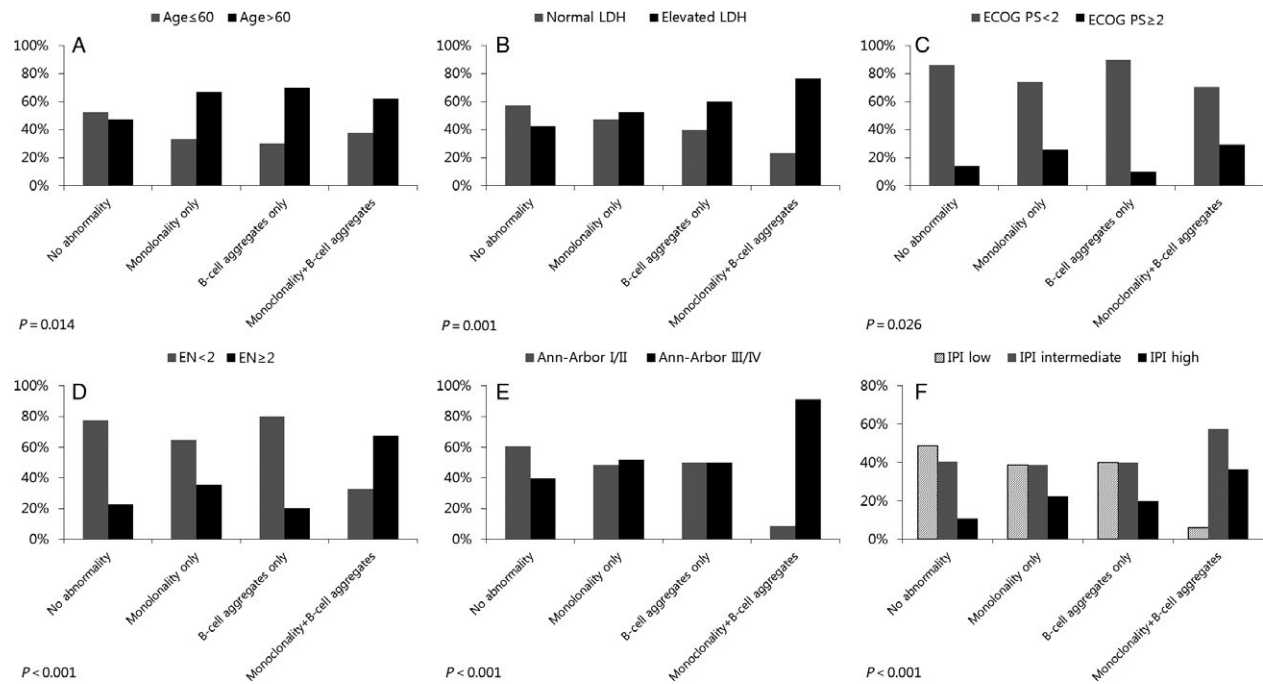 Age≤60 Age>60
A
100%
80%
60%
40%
20%
0%
No abnormality
Monolonality only
B-cell aggregates only
Monoclonality+B-cell aggregates
P = 0.014
Normal LDH Elevated LDH
B
100%
80%
60%
40%
20%
0%
No abnormality
Monolonality only
B-cell aggregates only
Monoclonality+B-cell aggregates
P = 0.001
ECOG PS<2 ECOG PS≥2
C
100%
80%
60%
40%
20%
0%
No abnormality
Monolonality only
B-cell aggregates only
Monoclonality+B-cell aggregates
P = 0.026
EN<2 EN≥2
D
100%
80%
60%
40%
20%
0%
No abnormality
Monolonality only
B-cell aggregates only
Monoclonality+B-cell aggregates
P < 0.001
Ann-Arbor I/II Ann-Arbor III/IV
E
100%
80%
60%
40%
20%
0%
No abnormality
Monolonality only
B-cell aggregates only
Monoclonality+B-cell aggregates
P < 0.001
IPI low IPI intermediate IPI high
F
80%
60%
40%
20%
0%
No abnormality
Monolonality only
B-cell aggregates only
Monoclonality+B-cell aggregates
P < 0.001